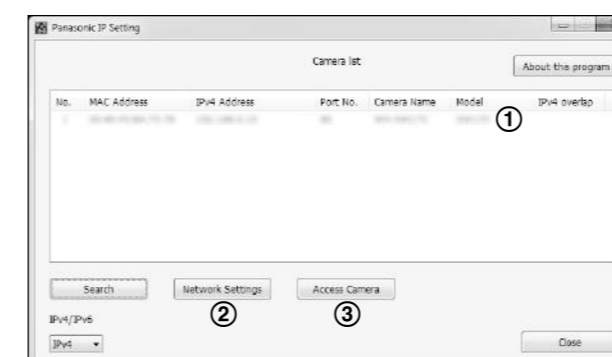 Panasonic IP Setting
Camera list
About this program
No. MAC Address IPv4 Address Port No. Camera Name Model IPv4 overlap
①
Search Network Settings Access Camera
② ③
IPv4/IPv6
IPv4 Close